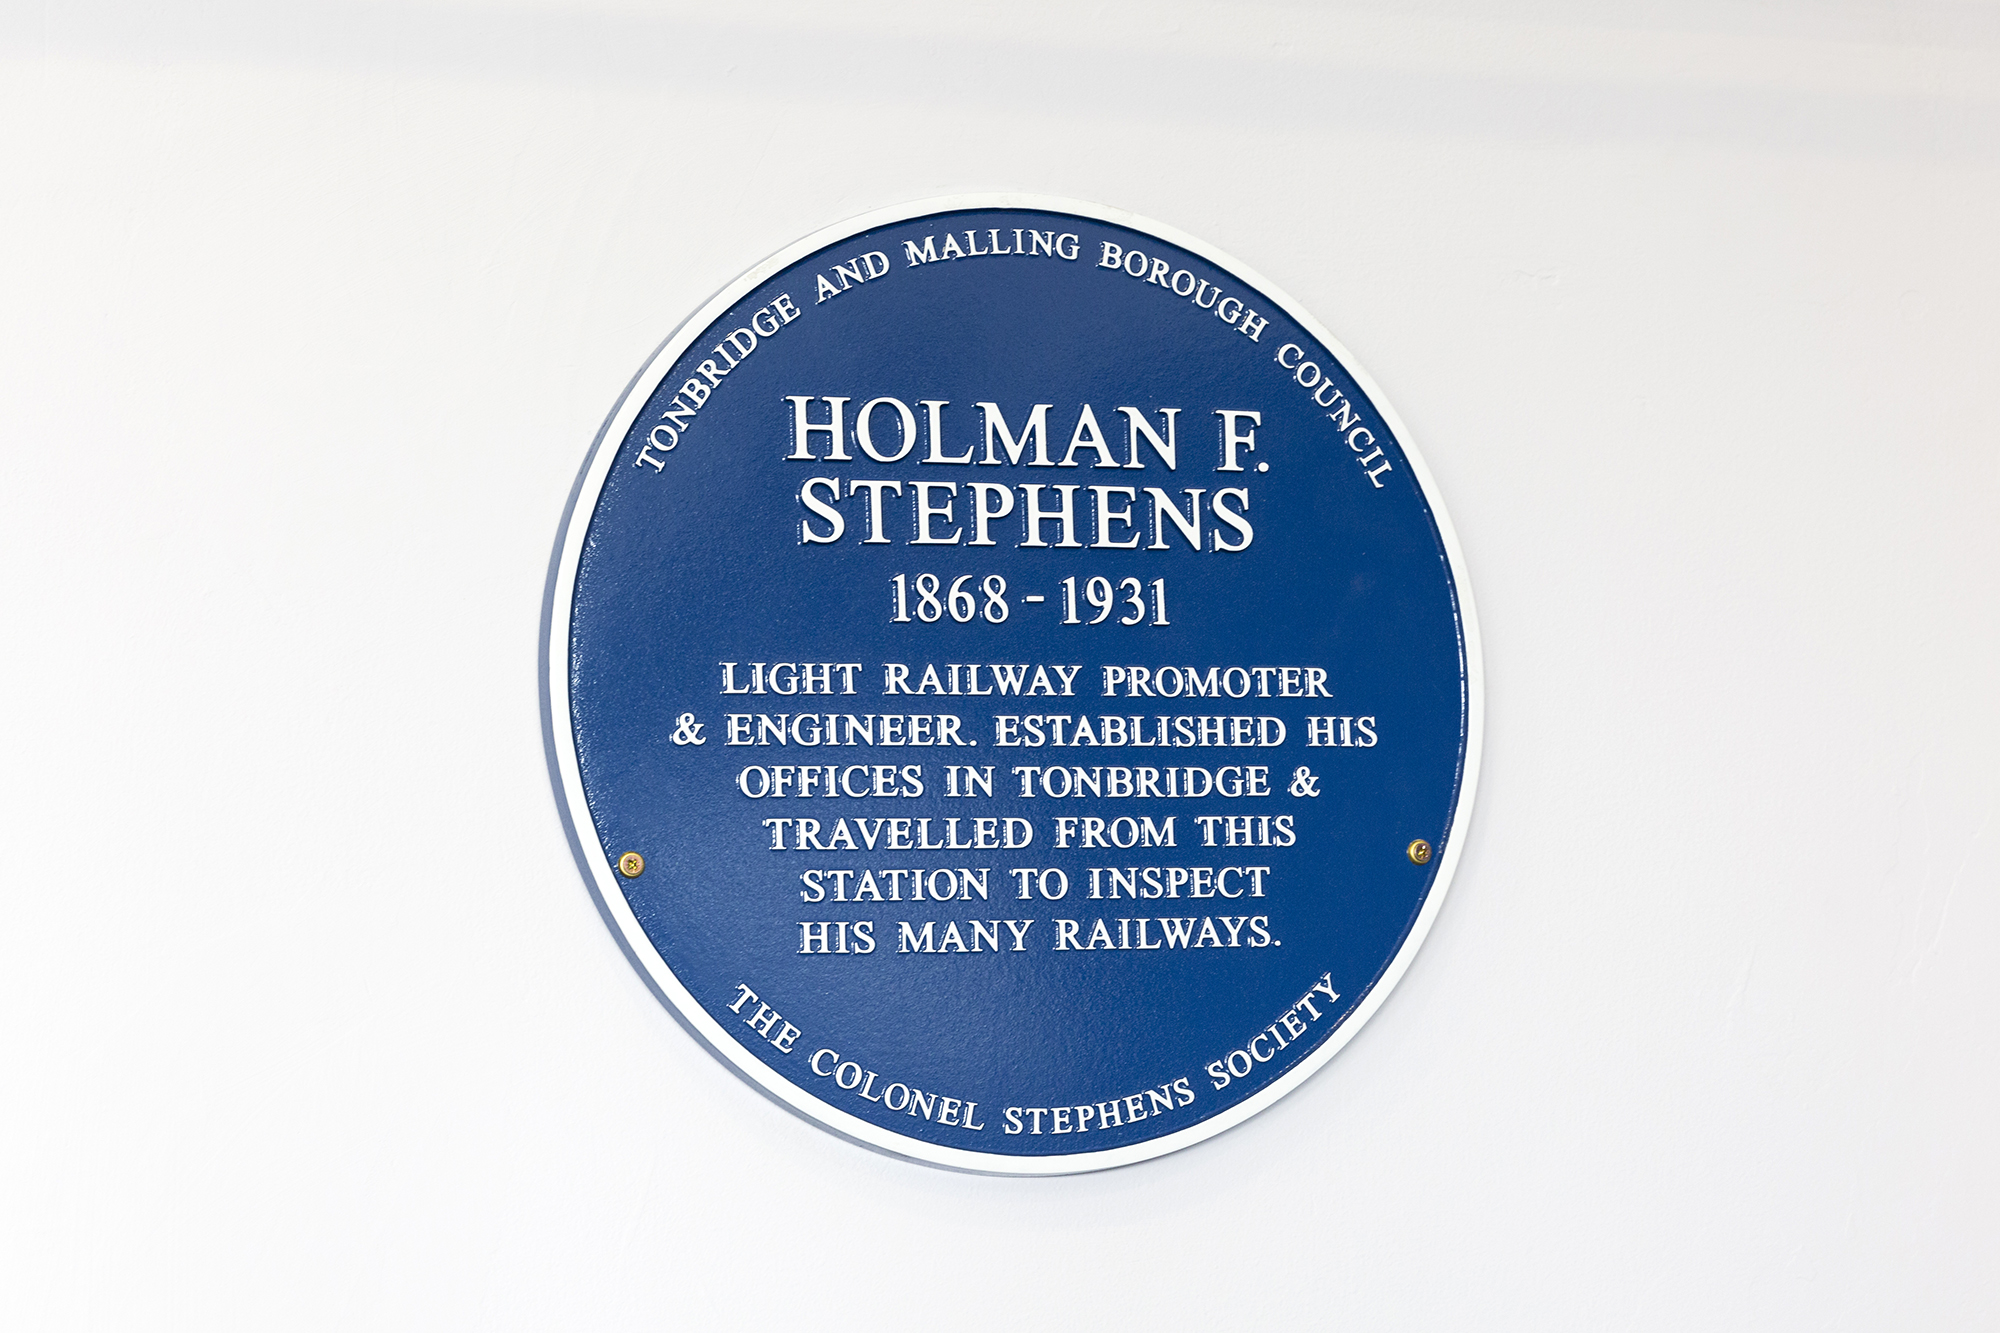 TONBRIDGE AND MALLING BOROUGH COUNCIL
HOLMAN F.
STEPHENS
1868 - 1931
LIGHT RAILWAY PROMOTER
& ENGINEER. ESTABLISHED HIS
OFFICES IN TONBRIDGE &
TRAVELLED FROM THIS
STATION TO INSPECT
HIS MANY RAILWAYS.
THE COLONEL STEPHENS SOCIETY